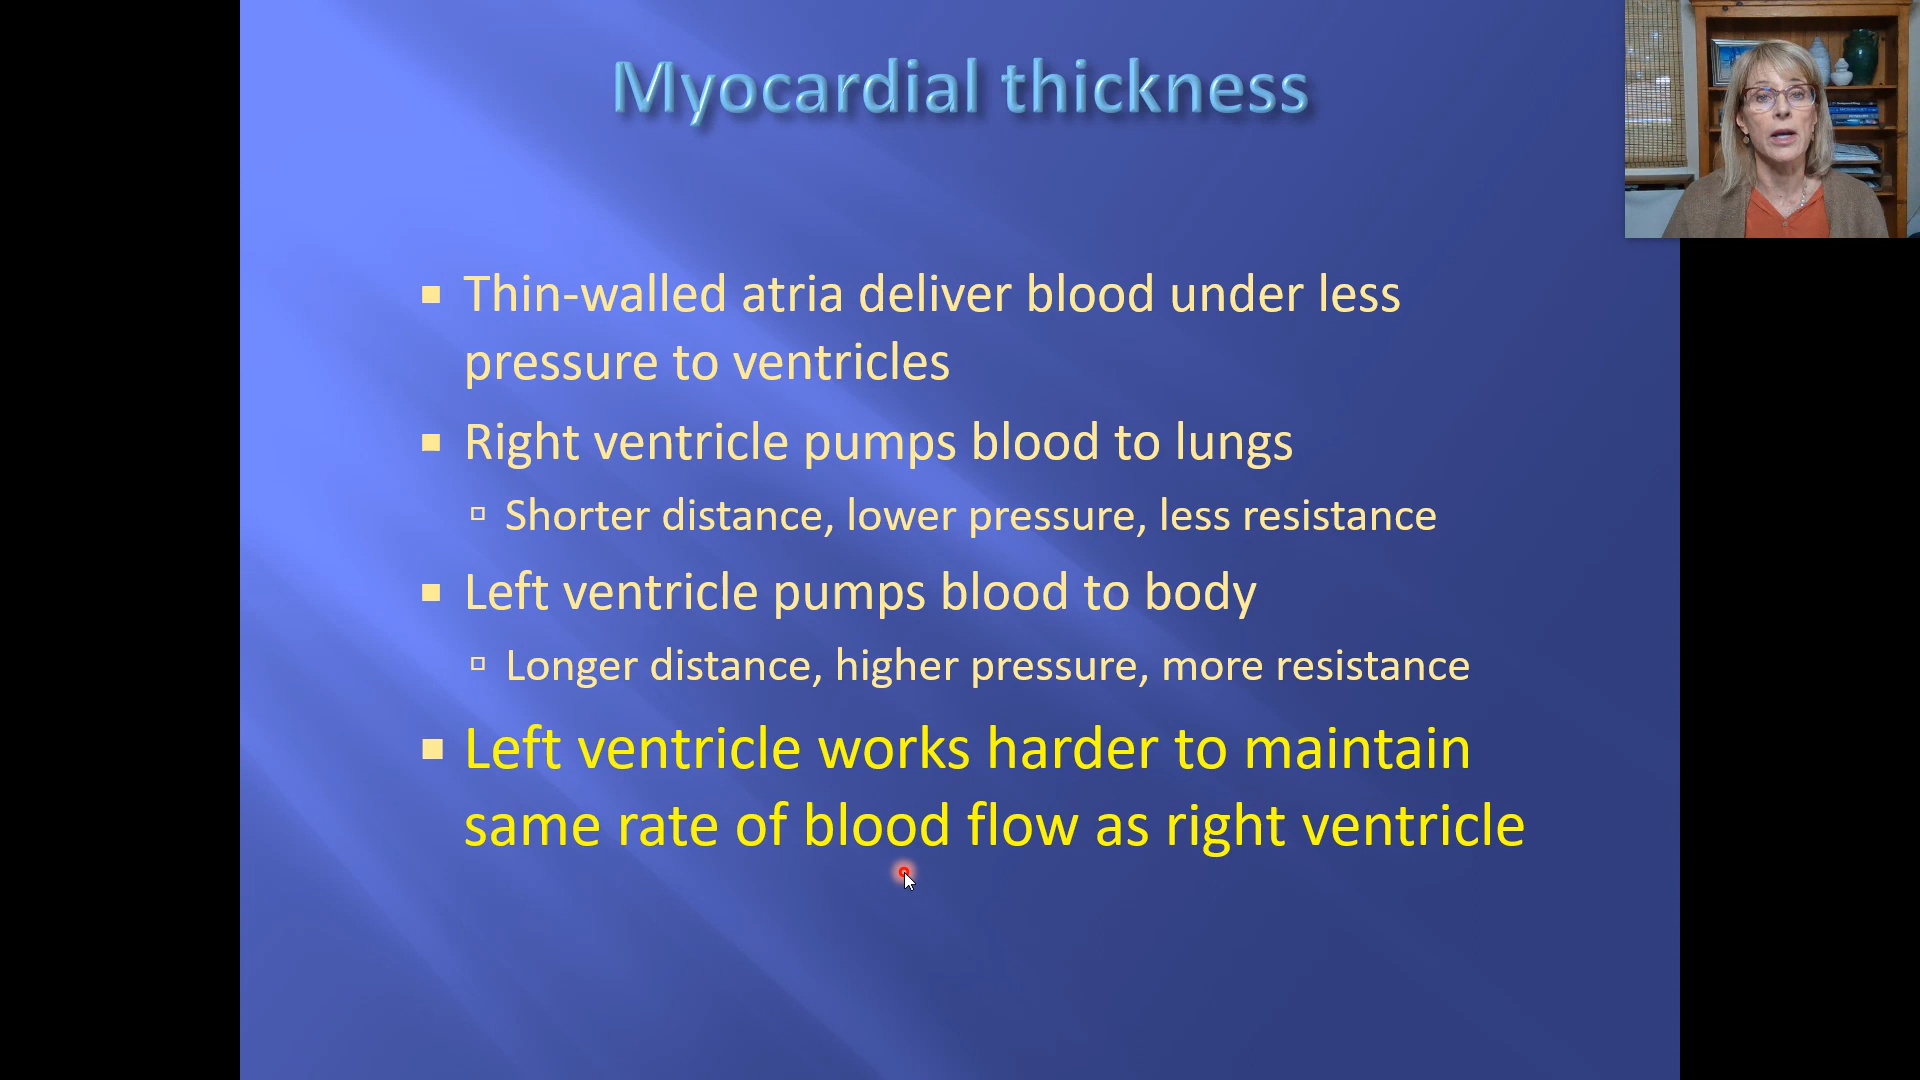 Myocardial thickness
Thin-walled atria deliver blood under less
pressure to ventricles
Right ventricle pumps blood to lungs
Shorter distance, lower pressure, less resistance
Left ventricle pumps blood to body
Longer distance, higher pressure, more resistance
Left ventricle works harder to maintain
same rate of blood flow as right ventricle